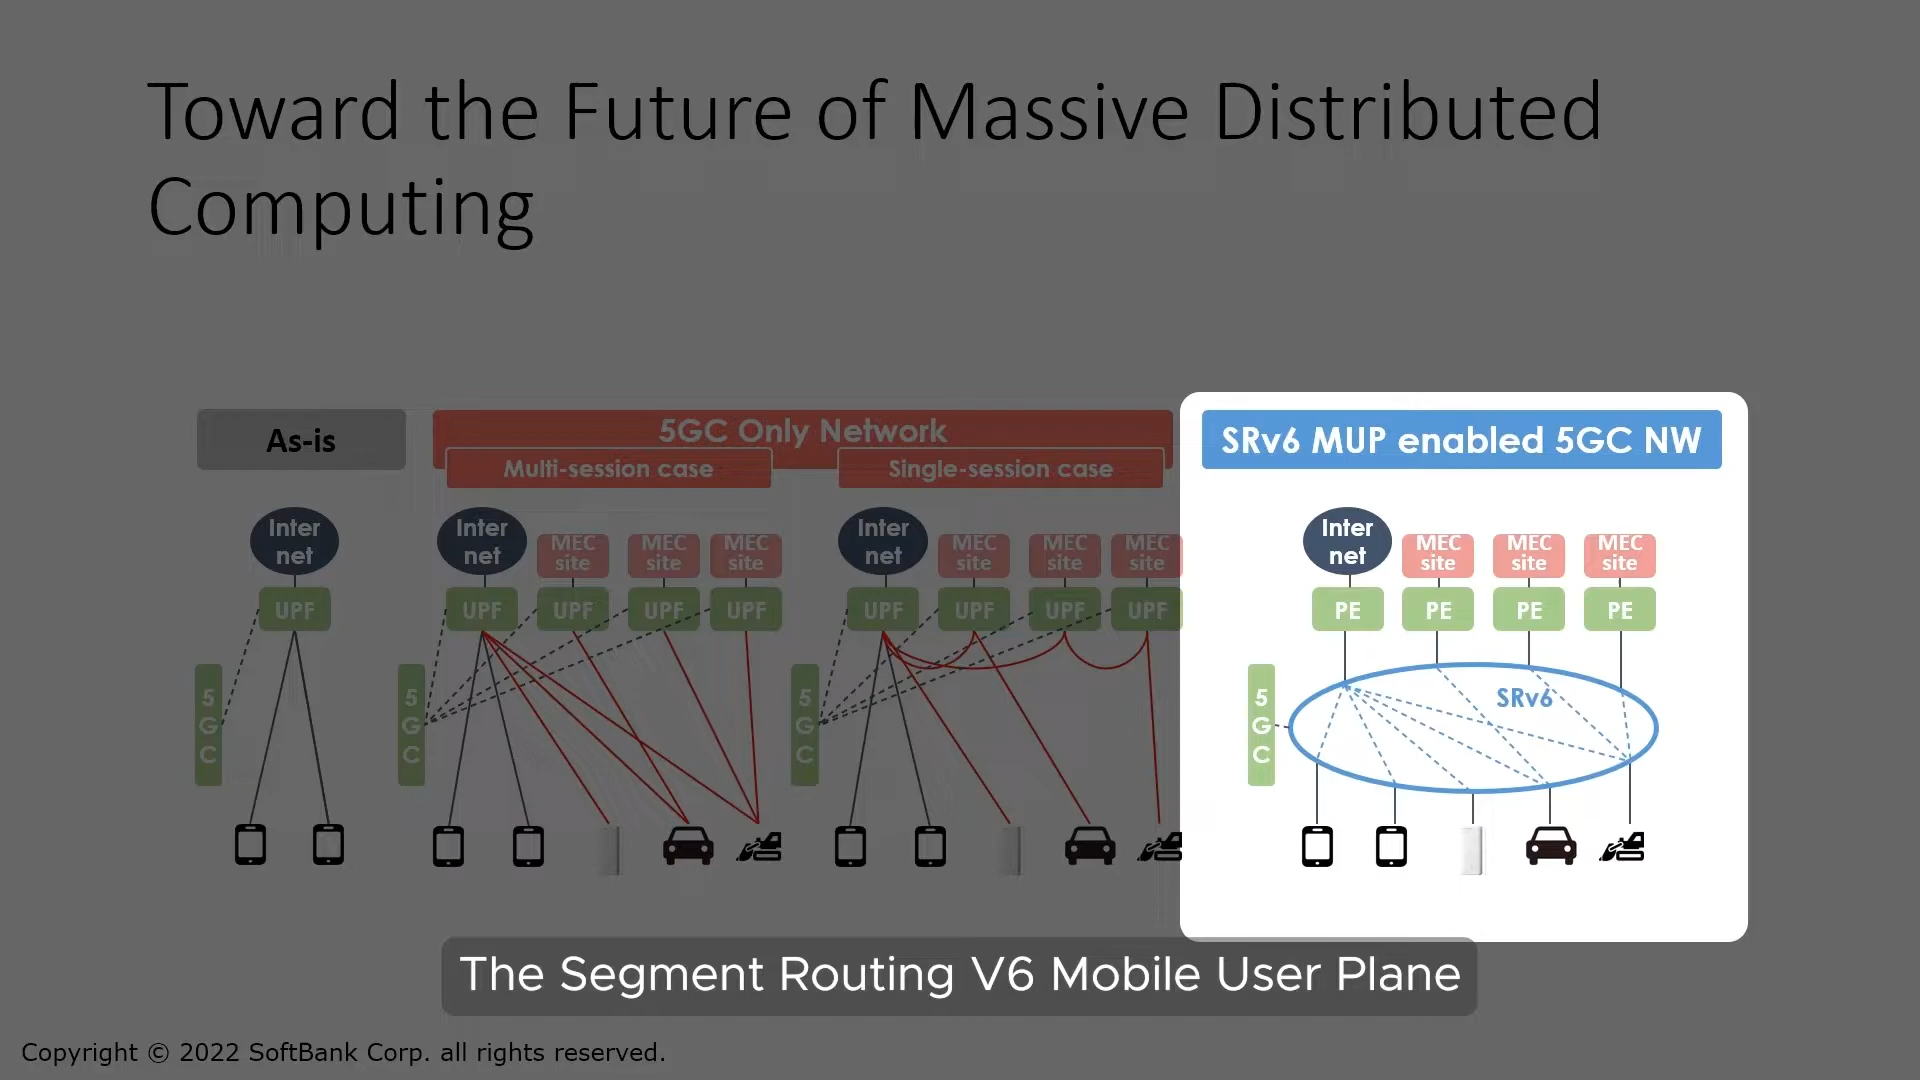 Toward the Future of Massive Distributed
Computing
As-is
5GC Only Network
Multi-session case
Single-session case
SRv6 MUP enabled 5GC NW
Inter
net
UPF
5
G
C
Inter
net
MEC
site
MEC
site
MEC
site
UPF
UPF
UPF
UPF
5
G
C
Inter
net
MEC
site
MEC
site
MEC
site
UPF
UPF
UPF
UPF
5
G
C
Inter
net
MEC
site
MEC
site
MEC
site
PE
PE
PE
PE
SRv6
5
G
C
The Segment Routing V6 Mobile User Plane
Copyright © 2022 SoftBank Corp. all rights reserved.